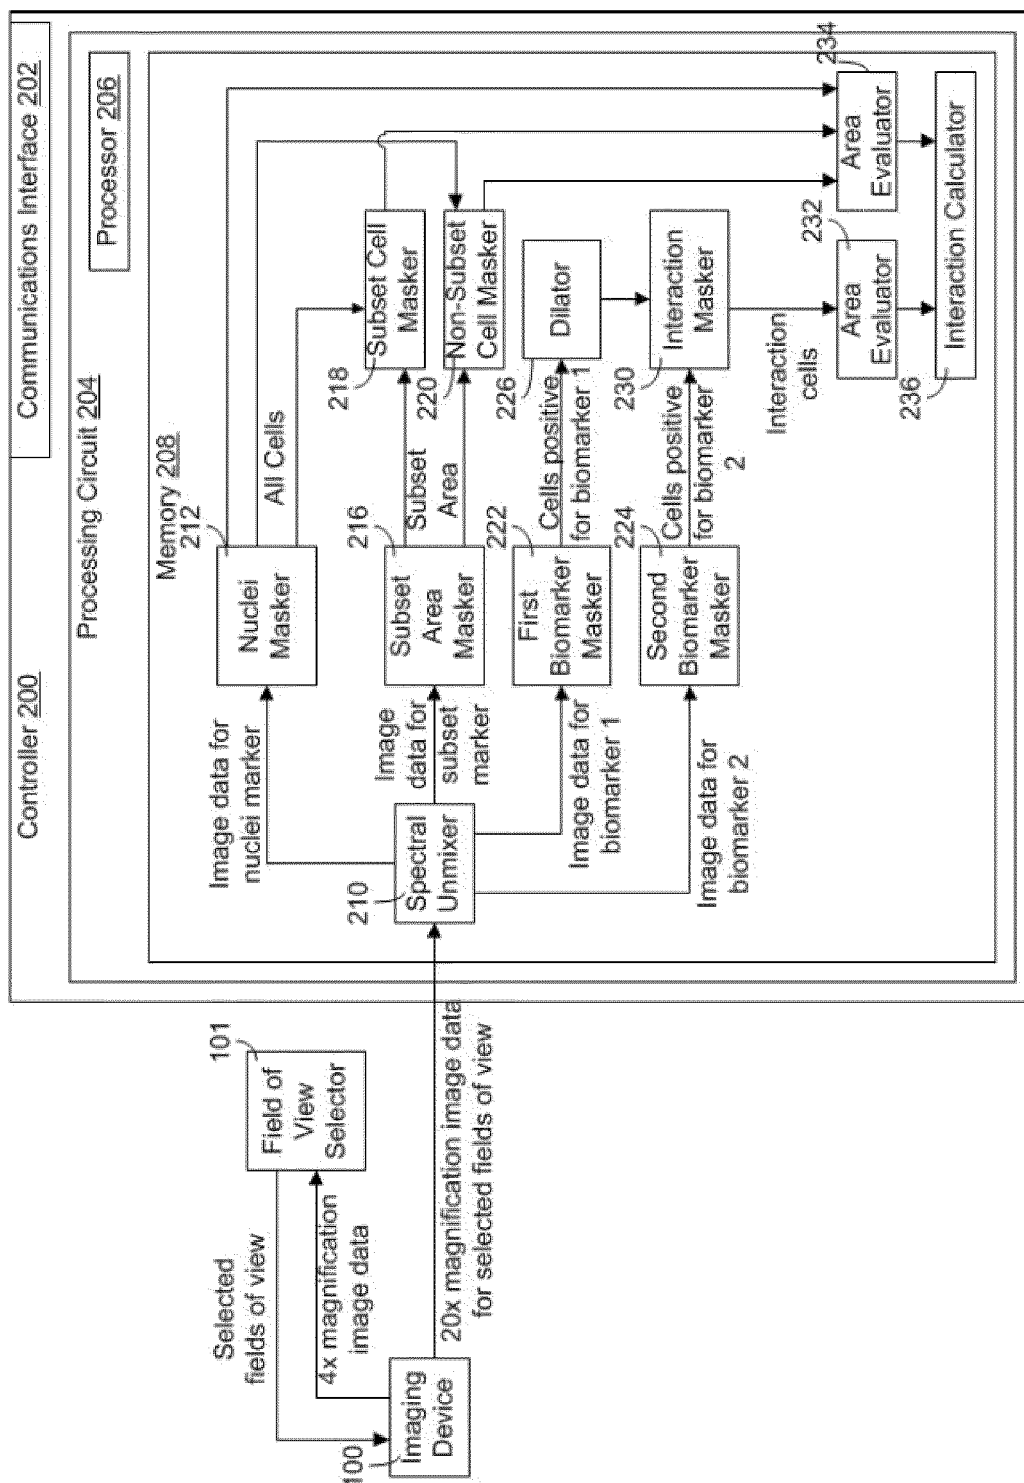 Controller 200
Communications Interface 202
Processing Circuit 204
Processor 206
Memory 208
Selected
fields of view
101
Field of
View
Selector
4x magnification
image data
100
Imaging
Device
20x magnification image data
for selected fields of view
210
Spectral
Unmixer
Image data for
nuclei marker
Image
data for
subset
marker
Image data for
biomarker 1
Image data for
biomarker 2
212
Nuclei
Masker
216
Subset
Area
Masker
222
First
Biomarker
Masker
224
Second
Biomarker
Masker
All Cells
Subset
Area
Cells positive
for biomarker 1
Cells positive
for biomarker
2
218
Subset Cell
Masker
220
Non-Subset
Cell Masker
226
Dilator
230
Interaction
Masker
Interaction
cells
232
Area
Evaluator
234
Area
Evaluator
236
Interaction Calculator